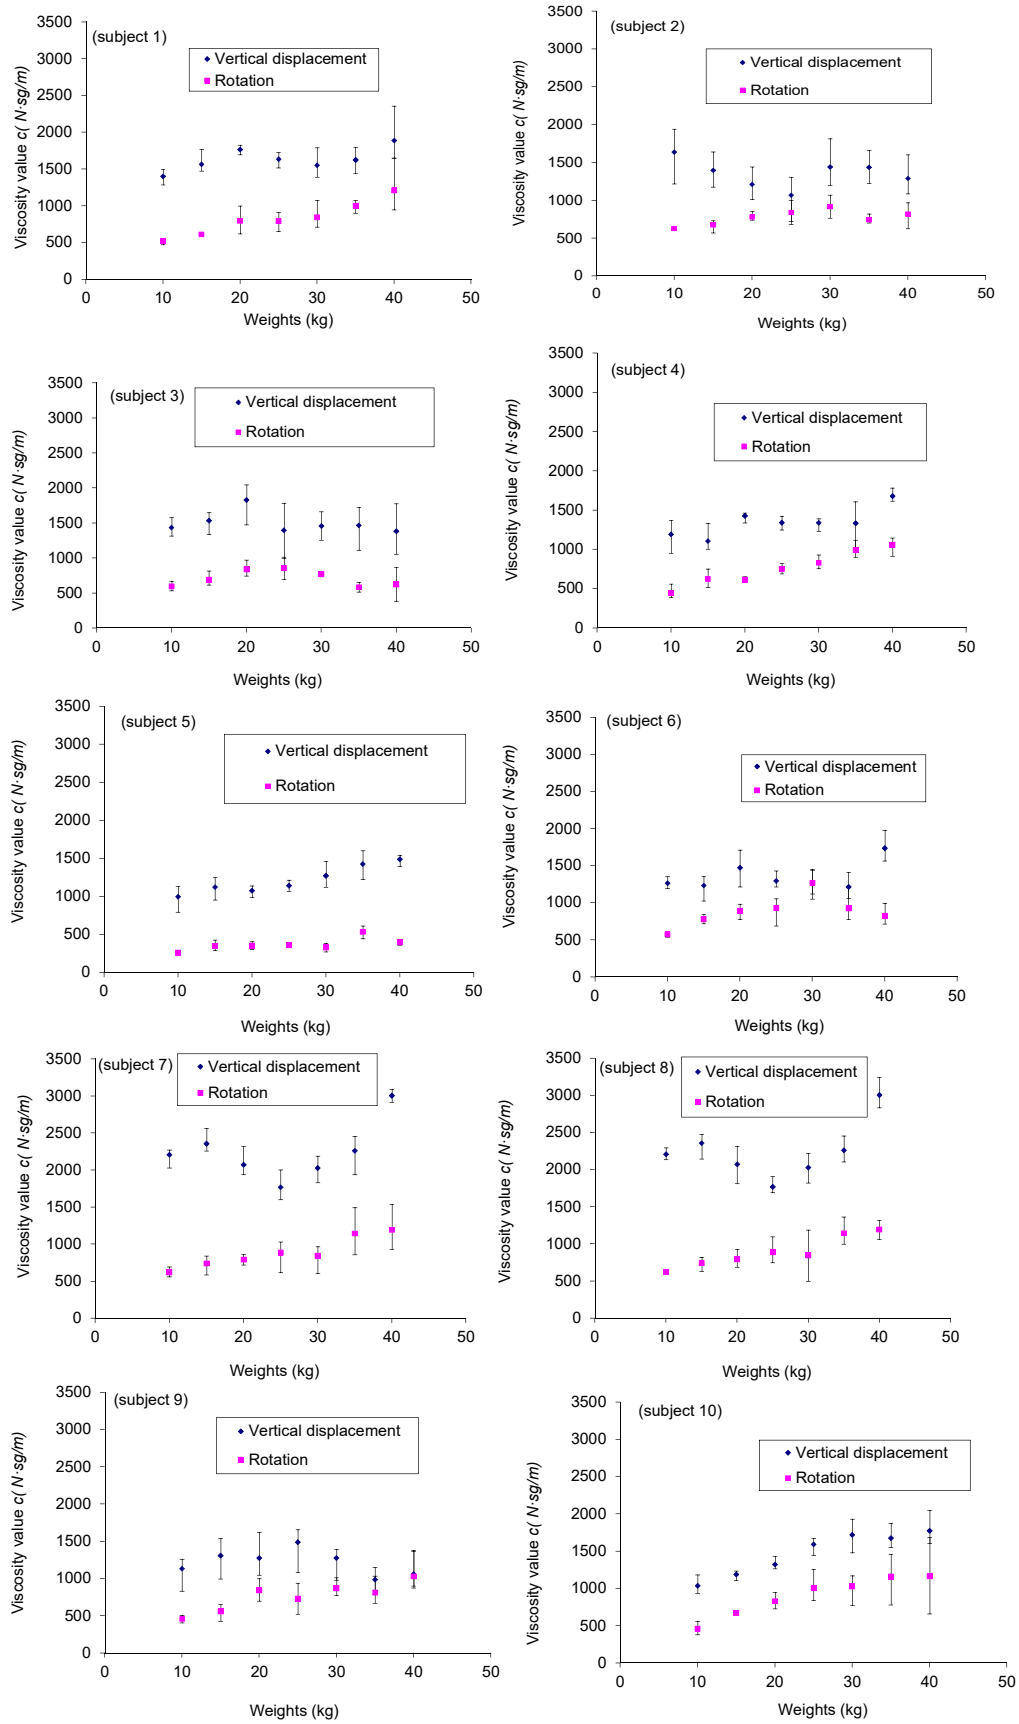 (subject 1)
Vertical displacement
Rotation
Viscosity value c( N·sg/m)
3500
3000
2500
2000
1500
1000
500
0
0 10 20 30 40 50
Weights (kg)
(subject 2)
Vertical displacement
Rotation
Viscosity value c( N·sg/m)
3500
3000
2500
2000
1500
1000
500
0
0 10 20 30 40 50
Weights (kg)
(subject 3)
Vertical displacement
Rotation
Viscosity value c( N·sg/m)
3500
3000
2500
2000
1500
1000
500
0
0 10 20 30 40 50
Weights (kg)
(subject 4)
Vertical displacement
Rotation
Viscosity value c( N·sg/m)
3500
3000
2500
2000
1500
1000
500
0
0 10 20 30 40 50
Weights (kg)
(subject 5)
Vertical displacement
Rotation
Viscosity value c( N·sg/m)
3500
3000
2500
2000
1500
1000
500
0
0 10 20 30 40 50
Weights (kg)
(subject 6)
Vertical displacement
Rotation
Viscosity value c( N·sg/m)
3500
3000
2500
2000
1500
1000
500
0
0 10 20 30 40 50
Weights (kg)
(subject 7)
Vertical displacement
Rotation
Viscosity value c( N·sg/m)
3500
3000
2500
2000
1500
1000
500
0
0 10 20 30 40 50
Weights (kg)
(subject 8)
Vertical displacement
Rotation
Viscosity value c( N·sg/m)
3500
3000
2500
2000
1500
1000
500
0
0 10 20 30 40 50
Weights (kg)
(subject 9)
Vertical displacement
Rotation
Viscosity value c( N·sg/m)
3500
3000
2500
2000
1500
1000
500
0
0 10 20 30 40 50
Weights (kg)
(subject 10)
Vertical displacement
Rotation
Viscosity value c( N·sg/m)
3500
3000
2500
2000
1500
1000
500
0
0 10 20 30 40 50
Weights (kg)